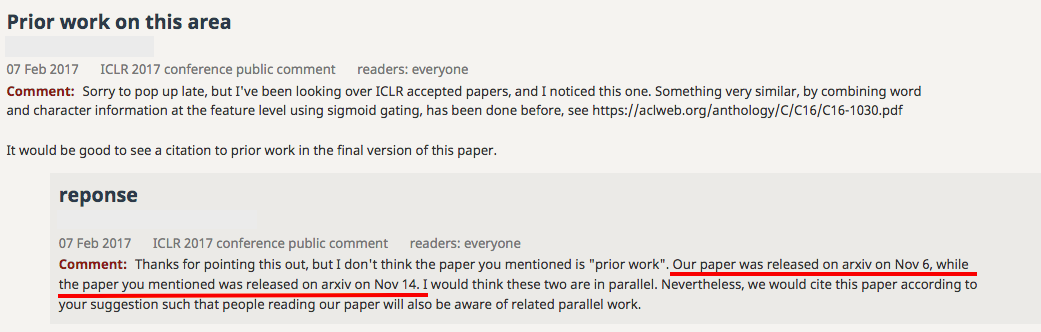 Prior work on this area
07 Feb 2017 ICLR 2017 conference public comment readers: everyone
Comment: Sorry to pop up late, but I've been looking over ICLR accepted papers, and I noticed this one. Something very similar, by combining word
and character information at the feature level using sigmoid gating, has been done before, see https://aclweb.org/anthology/C/C16/C16-1030.pdf
It would be good to see a citation to prior work in the final version of this paper.
reponse
07 Feb 2017 ICLR 2017 conference public comment readers: everyone
Comment: Thanks for pointing this out, but I don't think the paper you mentioned is "prior work". Our paper was released on arxiv on Nov 6, while
the paper you mentioned was released on arxiv on Nov 14. I would think these two are in parallel. Nevertheless, we would cite this paper according to
your suggestion such that people reading our paper will also be aware of related parallel work.